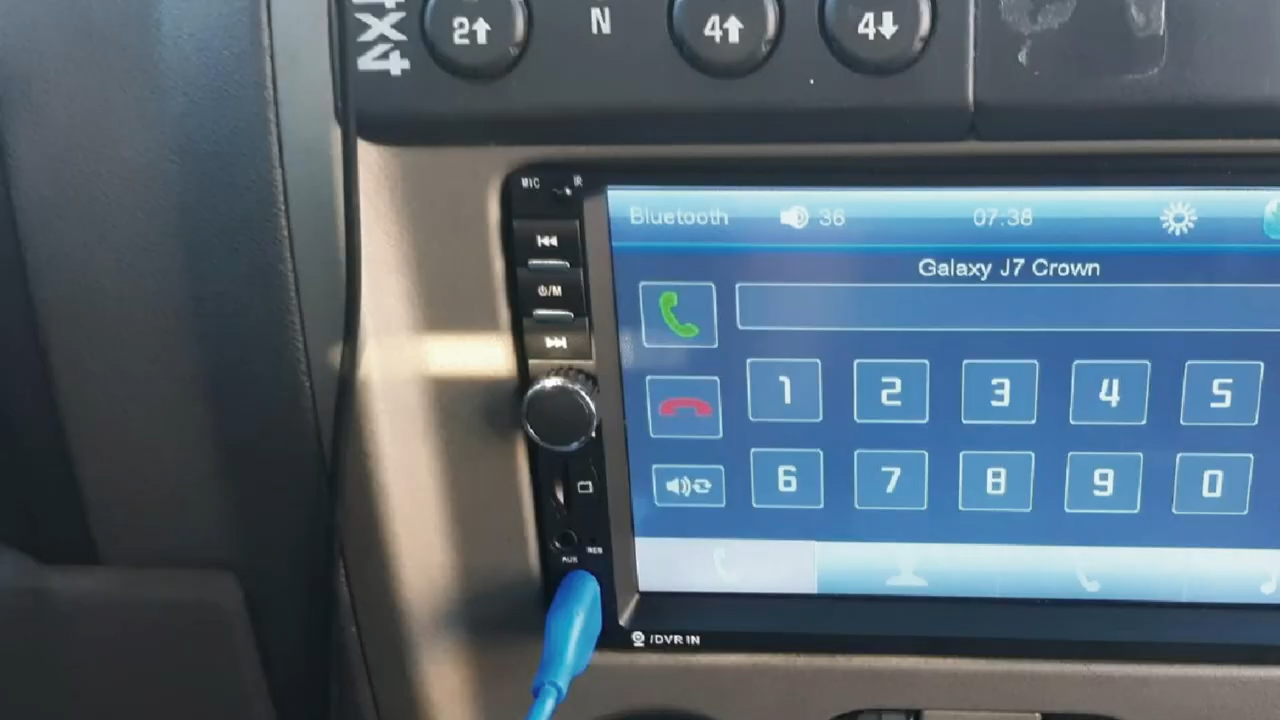 4X4
2↑ N 4↑ 4↓
MIC IR
Bluetooth 36 07:38
Galaxy J7 Crown
⏻/M
1 2 3 4 5
6 7 8 9 0
AUX RES
/DVR IN